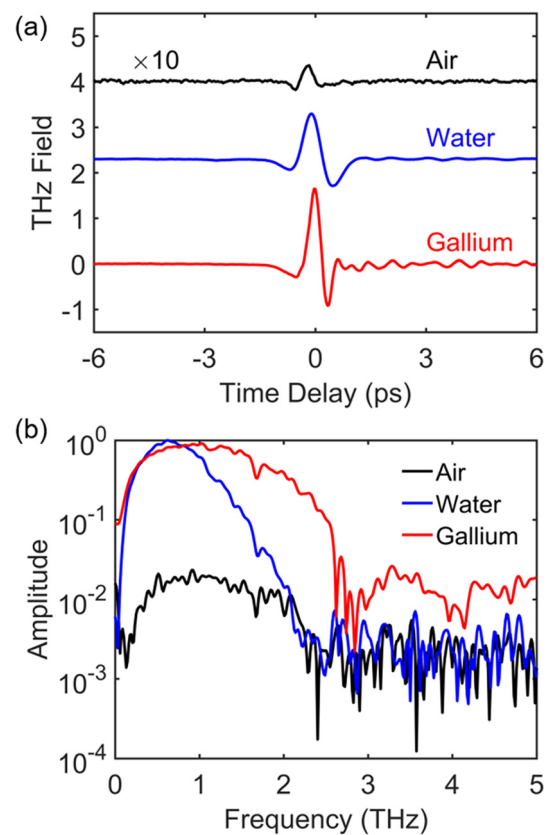 (a)
5
×10
Air
4
3
Water
2
1
Gallium
0
-1
-6
-3
0
3
6
THz Field
Time Delay (ps)
(b)
10^0
Air
Water
Gallium
10^-1
10^-2
10^-3
10^-4
0
1
2
3
4
5
Amplitude
Frequency (THz)